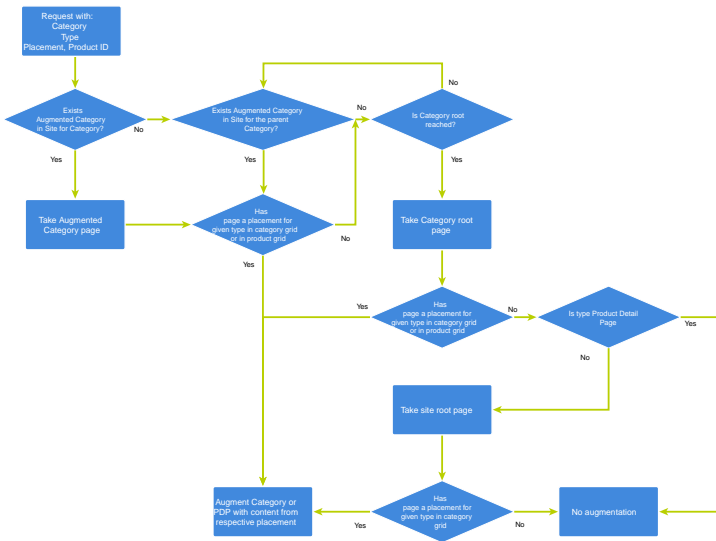 Request with:
Category
Type
Placement, Product ID
No
Exists
Augmented Category
in Site for Category?
No
Exists Augmented Category
in Site for the parent
Category?
No
Is Category root
reached?
Yes
Yes
Yes
Take Augmented
Category page
Has
page a placement for
given type in category grid
or in product grid
No
Yes
Take Category root
page
Yes
Has
page a placement for
given type in category grid
or in product grid
No
Is type Product Detail
Page
Yes
No
Take site root page
Augment Category or
PDP with content from
respective placement
Yes
Has
page a placement for
given type in category
grid
No
No augmentation